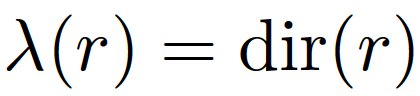 λ(r) = dir(r)